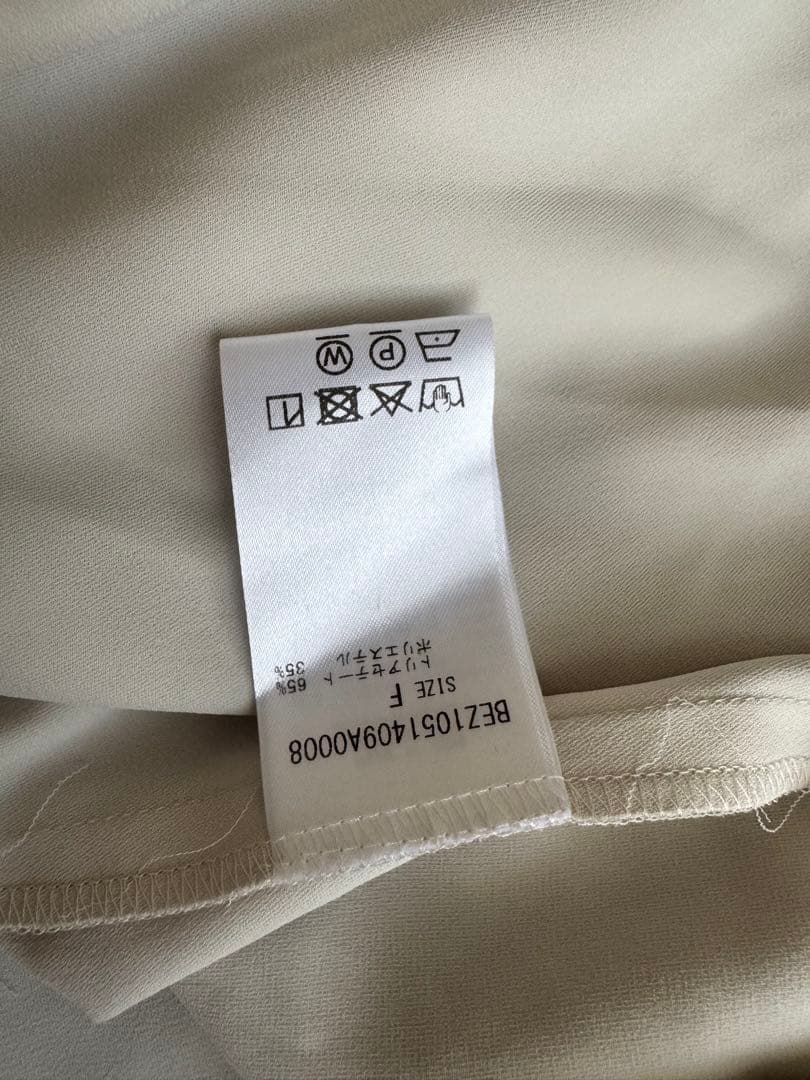 BEZ1051409A0008
SIZE F
トリアセテート 65%
ポリエステル 35%
P
W